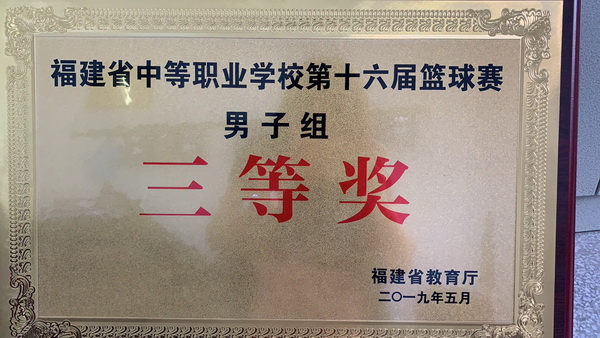 福建省中等职业学校第十六届篮球赛
男子组
三等奖
福建省教育厅
二〇一九年五月